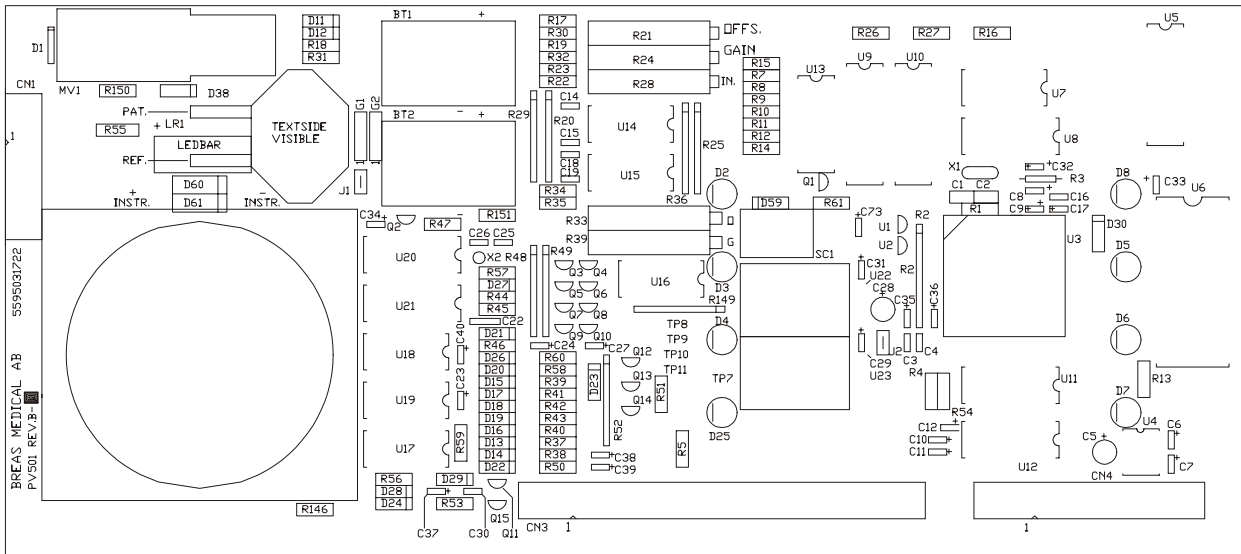 D1
D11
D12
R18
R31
BT1
+
R17
R30
R19
R32
R23
R22
R21
R24
R28
OFFS.
GAIN
IN.
R15
R7
R8
R9
R10
R11
R12
R14
R26
R27
R16
U5
U13
U9
U10
U7
U8
CN1
MV1
R150
D38
PAT.
+ LR1
LEDBAR
REF.
R55
TEXTSIDE
VISIBLE
G1
G2
J1
BT2
-
+
R29
R20
C14
C15
C18
C19
R34
R35
U14
U15
R25
R36
D2
Q1
X1
C32
R3
C1
C2
C8
C16
C9
C17
R1
D8
C33
U6
D30
1
D60
D61
+
INSTR.
-
INSTR.
C34
Q2
R47
-
R151
C26
C25
X2
R48
R49
R33
R39
D
G
D59
R61
SC1
C73
U1
U2
R2
R2
U3
D5
5595031722
U20
U21
U18
U19
U17
R57
D27
R44
R45
C22
D21
R46
D26
D20
D15
D17
D18
D19
D16
D13
D14
D22
Q3
Q4
Q5
Q6
Q7
Q8
Q9
Q10
U16
D3
R149
D4
TP8
TP9
TP10
TP11
TP7
C31
U22
C28
C35
C36
D6
C40
C23
C24
C27
R60
R58
R39
R41
R42
R43
R40
R37
R38
R50
D23
Q12
Q13
Q14
R51
R52
C38
C39
R5
D25
C29
U23
U2
C3
C4
R4
R54
U11
D7
R13
U4
C12
C10
C11
U12
C5
C6
C7
CN4
BREAS MEDICAL AB
PV501 REV.B-
R59
R56
D28
D24
D29
R53
R146
C37
C30
Q15
Q11
CN3
1
1